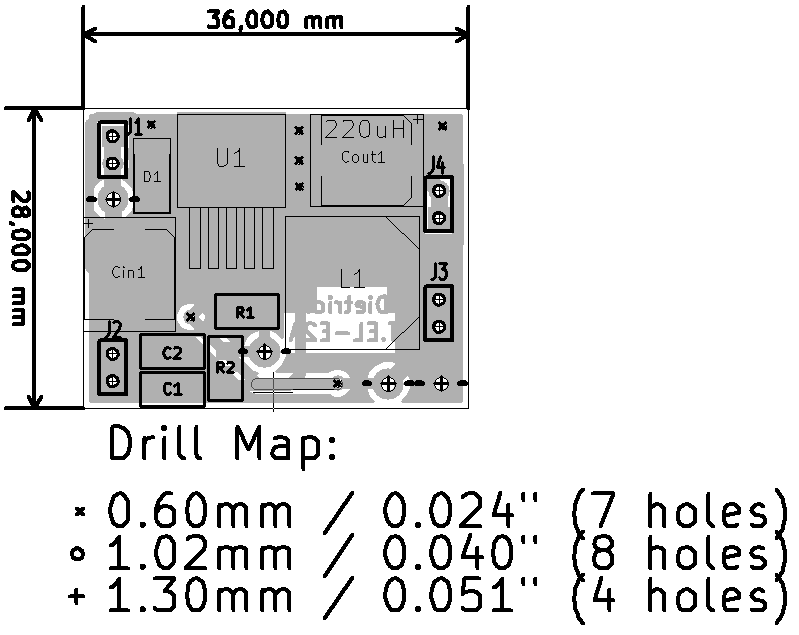 36,000 mm
J1
D1
U1
220uH
Cout1
J4
28,000 mm
Cin1
L1
J3
Dietric
R1
T.EL-E2A
J2
C2
R2
C1
Drill Map:
0.60mm / 0.024" (7 holes)
1.02mm / 0.040" (8 holes)
1.30mm / 0.051" (4 holes)